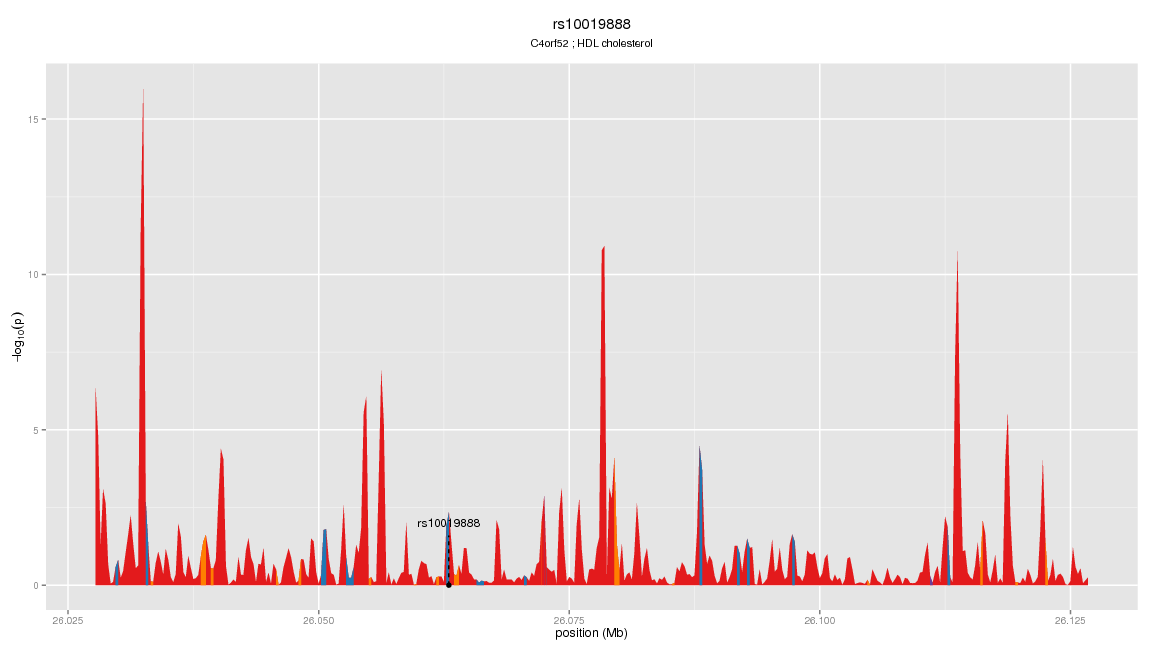 rs10019888
C4orf52 ; HDL cholesterol
15
10
5
0
−log10(p)
rs10019888
26.025 26.050 26.075 26.100 26.125
position (Mb)